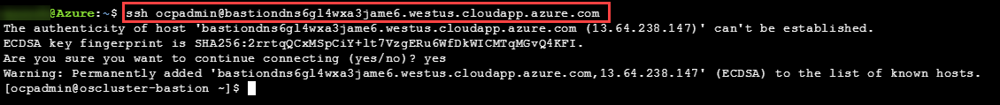 @Azure:~$ ssh ocpadmin@bastiondns6gl4wxa3jame6.westus.cloudapp.azure.com
The authenticity of host 'bastiondns6gl4wxa3jame6.westus.cloudapp.azure.com (13.64.238.147)' can't be established.
ECDSA key fingerprint is SHA256:2rrtqQCxMSpCiY+lt7VzgERu6WfDkWICMTqMGvQ4KFI.
Are you sure you want to continue connecting (yes/no)? yes
Warning: Permanently added 'bastiondns6gl4wxa3jame6.westus.cloudapp.azure.com,13.64.238.147' (ECDSA) to the list of known hosts.
[ocpadmin@oscluster-bastion ~]$